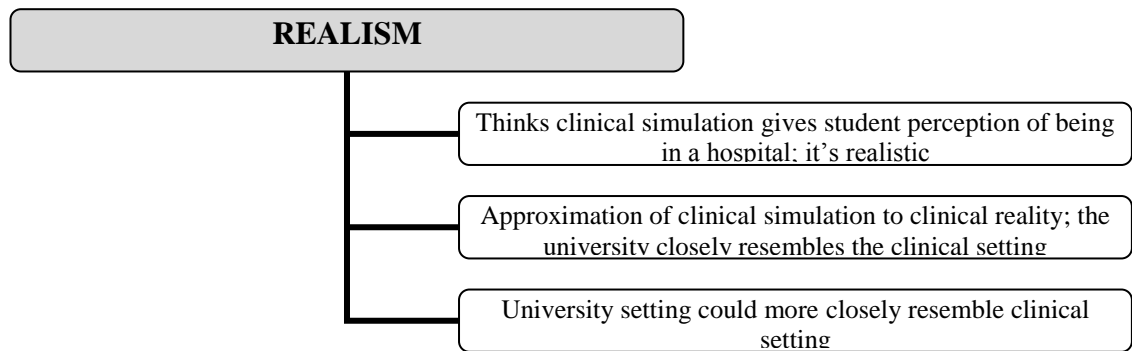 REALISM
Thinks clinical simulation gives student perception of being
in a hospital; it's realistic
Approximation of clinical simulation to clinical reality; the
university closely resembles the clinical setting
University setting could more closely resemble clinical
setting